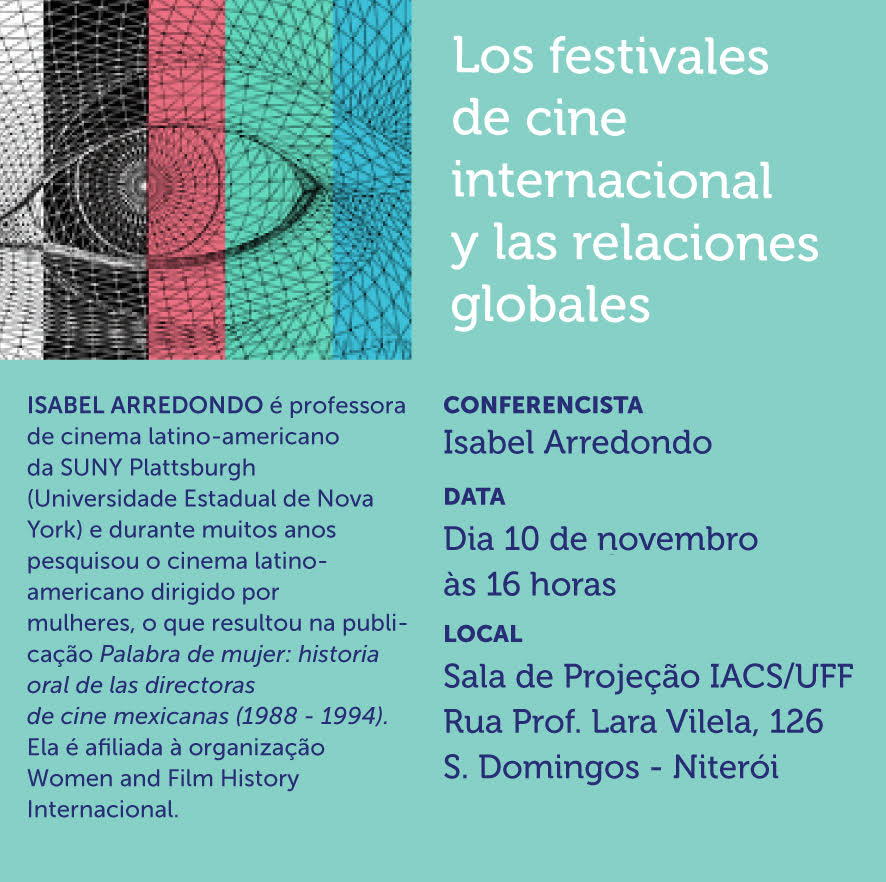 Los festivales
de cine
internacional
y las relaciones
globales
ISABEL ARREDONDO é professora
de cinema latino-americano
da SUNY Plattsburgh
(Universidade Estadual de Nova
York) e durante muitos anos
pesquisou o cinema latino-
americano dirigido por
mulheres, o que resultou na publi-
cação Palabra de mujer: historia
oral de las directoras
de cine mexicanas (1988 - 1994).
Ela é afiliada à organização
Women and Film History
Internacional.
CONFERENCISTA
Isabel Arredondo
DATA
Dia 10 de novembro
às 16 horas
LOCAL
Sala de Projeção IACS/UFF
Rua Prof. Lara Vilela, 126
S. Domingos - Niterói